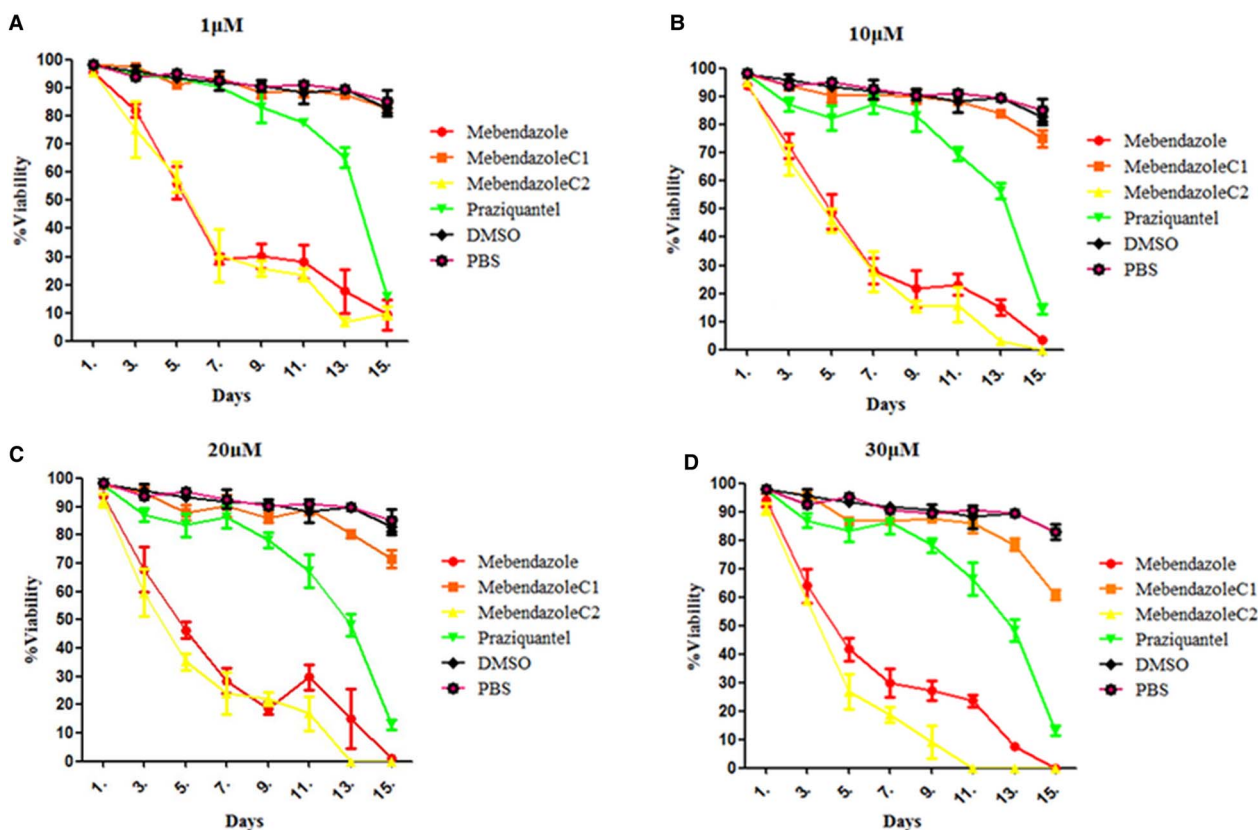 A
1µM
%Viability
100
90
80
70
60
50
40
30
20
10
0
1.
3.
5.
7.
9.
11.
13.
15.
Days
Mebendazole
MebendazoleC1
MebendazoleC2
Praziquantel
DMSO
PBS
B
10µM
%Viability
100
90
80
70
60
50
40
30
20
10
0
1.
3.
5.
7.
9.
11.
13.
15.
Days
Mebendazole
MebendazoleC1
MebendazoleC2
Praziquantel
DMSO
PBS
C
20µM
%Viability
100
90
80
70
60
50
40
30
20
10
0
1.
3.
5.
7.
9.
11.
13.
15.
Days
Mebendazole
MebendazoleC1
MebendazoleC2
Praziquantel
DMSO
PBS
D
30µM
%Viability
100
90
80
70
60
50
40
30
20
10
0
1.
3.
5.
7.
9.
11.
13.
15.
Days
Mebendazole
MebendazoleC1
MebendazoleC2
Praziquantel
DMSO
PBS